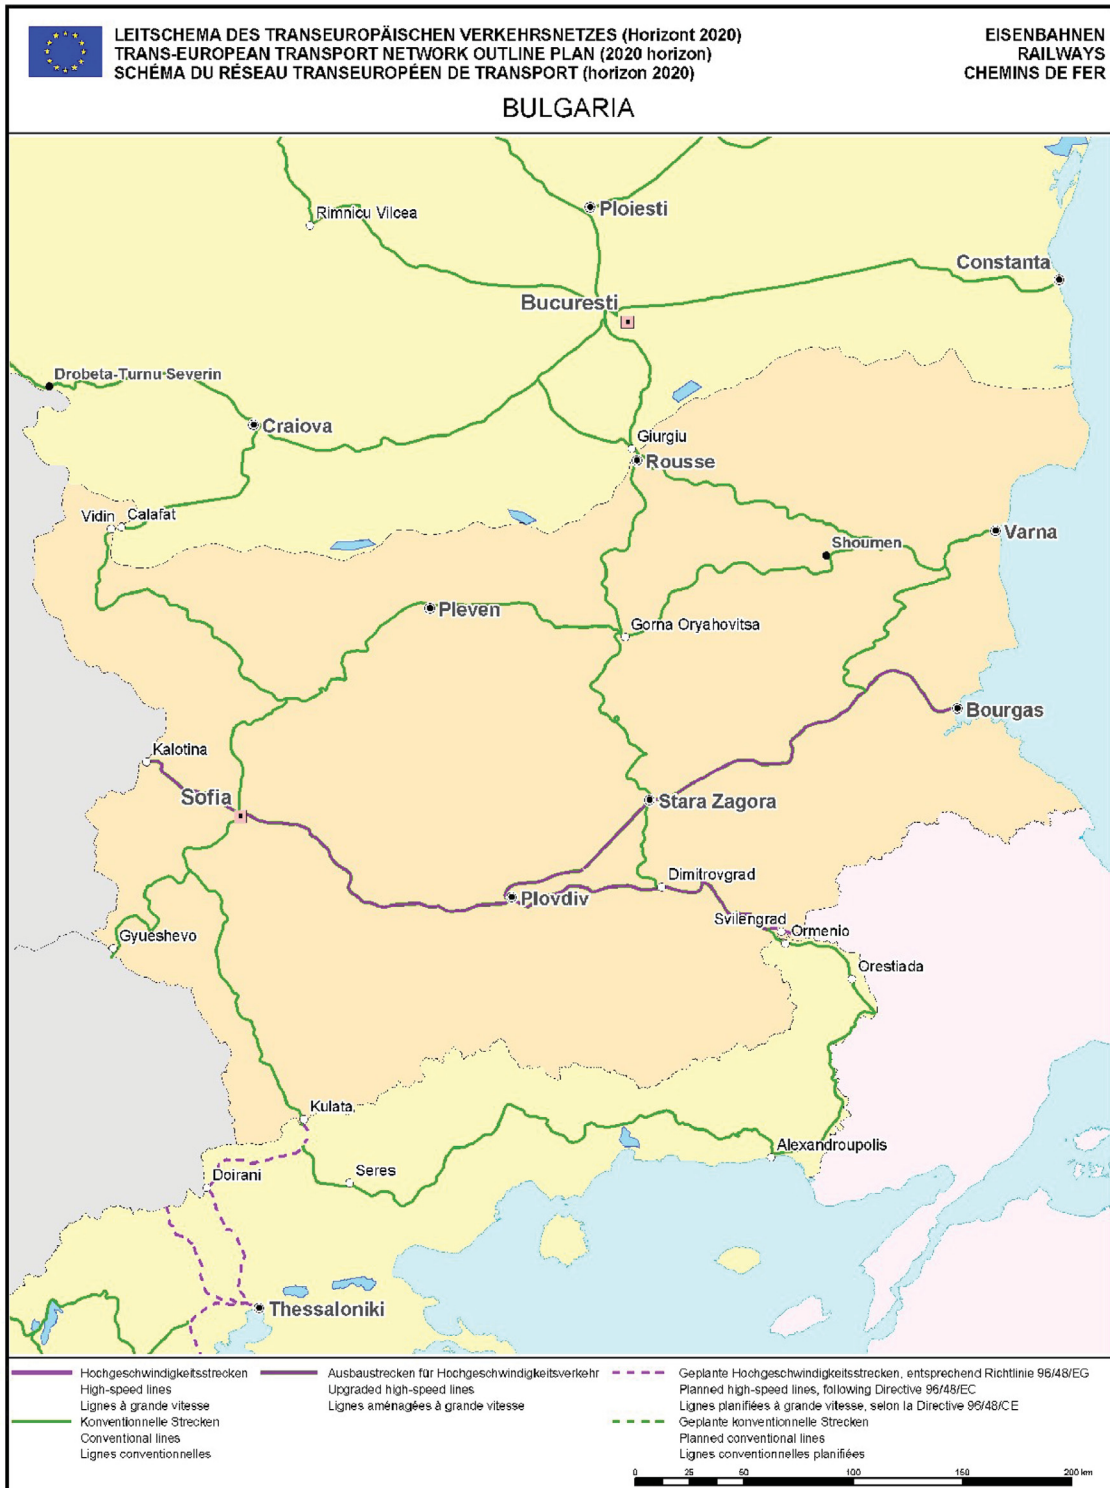 LEITSCHEMA DES TRANSEUROPÄISCHEN VERKEHRSNETZES (Horizont 2020)
TRANS-EUROPEAN TRANSPORT NETWORK OUTLINE PLAN (2020 horizon)
SCHÉMA DU RÉSEAU TRANSEUROPÉEN DE TRANSPORT (horizon 2020)
EISENBAHNEN
RAILWAYS
CHEMINS DE FER
BULGARIA
Rimnicu Vilcea
Ploiesti
Constanta
Bucuresti
Drobeta-Turnu Severin
Craiova
Giurgiu
Rousse
Vidin
Calafat
Varna
Shoumen
Pleven
Gorna Oryahovitsa
Bourgas
Kalotina
Sofia
Stara Zagora
Dimitrovgrad
Plovdiv
Svilengrad
Ormenio
Gyueshevo
Orestiada
Kulata
Alexandroupolis
Doirani
Seres
Thessaloniki
Hochgeschwindigkeitsstrecken
High-speed lines
Lignes à grande vitesse
Konventionelle Strecken
Conventional lines
Lignes conventionnelles
Ausbaustrecken für Hochgeschwindigkeitsverkehr
Upgraded high-speed lines
Lignes aménagées à grande vitesse
Geplante Hochgeschwindigkeitsstrecken, entsprechend Richtlinie 96/48/EG
Planned high-speed lines, following Directive 96/48/EC
Lignes planifiées à grande vitesse, selon la Directive 96/48/CE
Geplante konventionelle Strecken
Planned conventional lines
Lignes conventionnelles planifiées
0 25 50 100 150 200 km